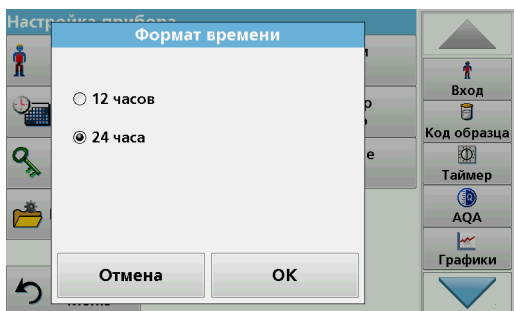 Настройка прибора
Формат времени
12 часов
24 часа
Отмена
OK
Вход
Код образца
Таймер
AQA
Графики